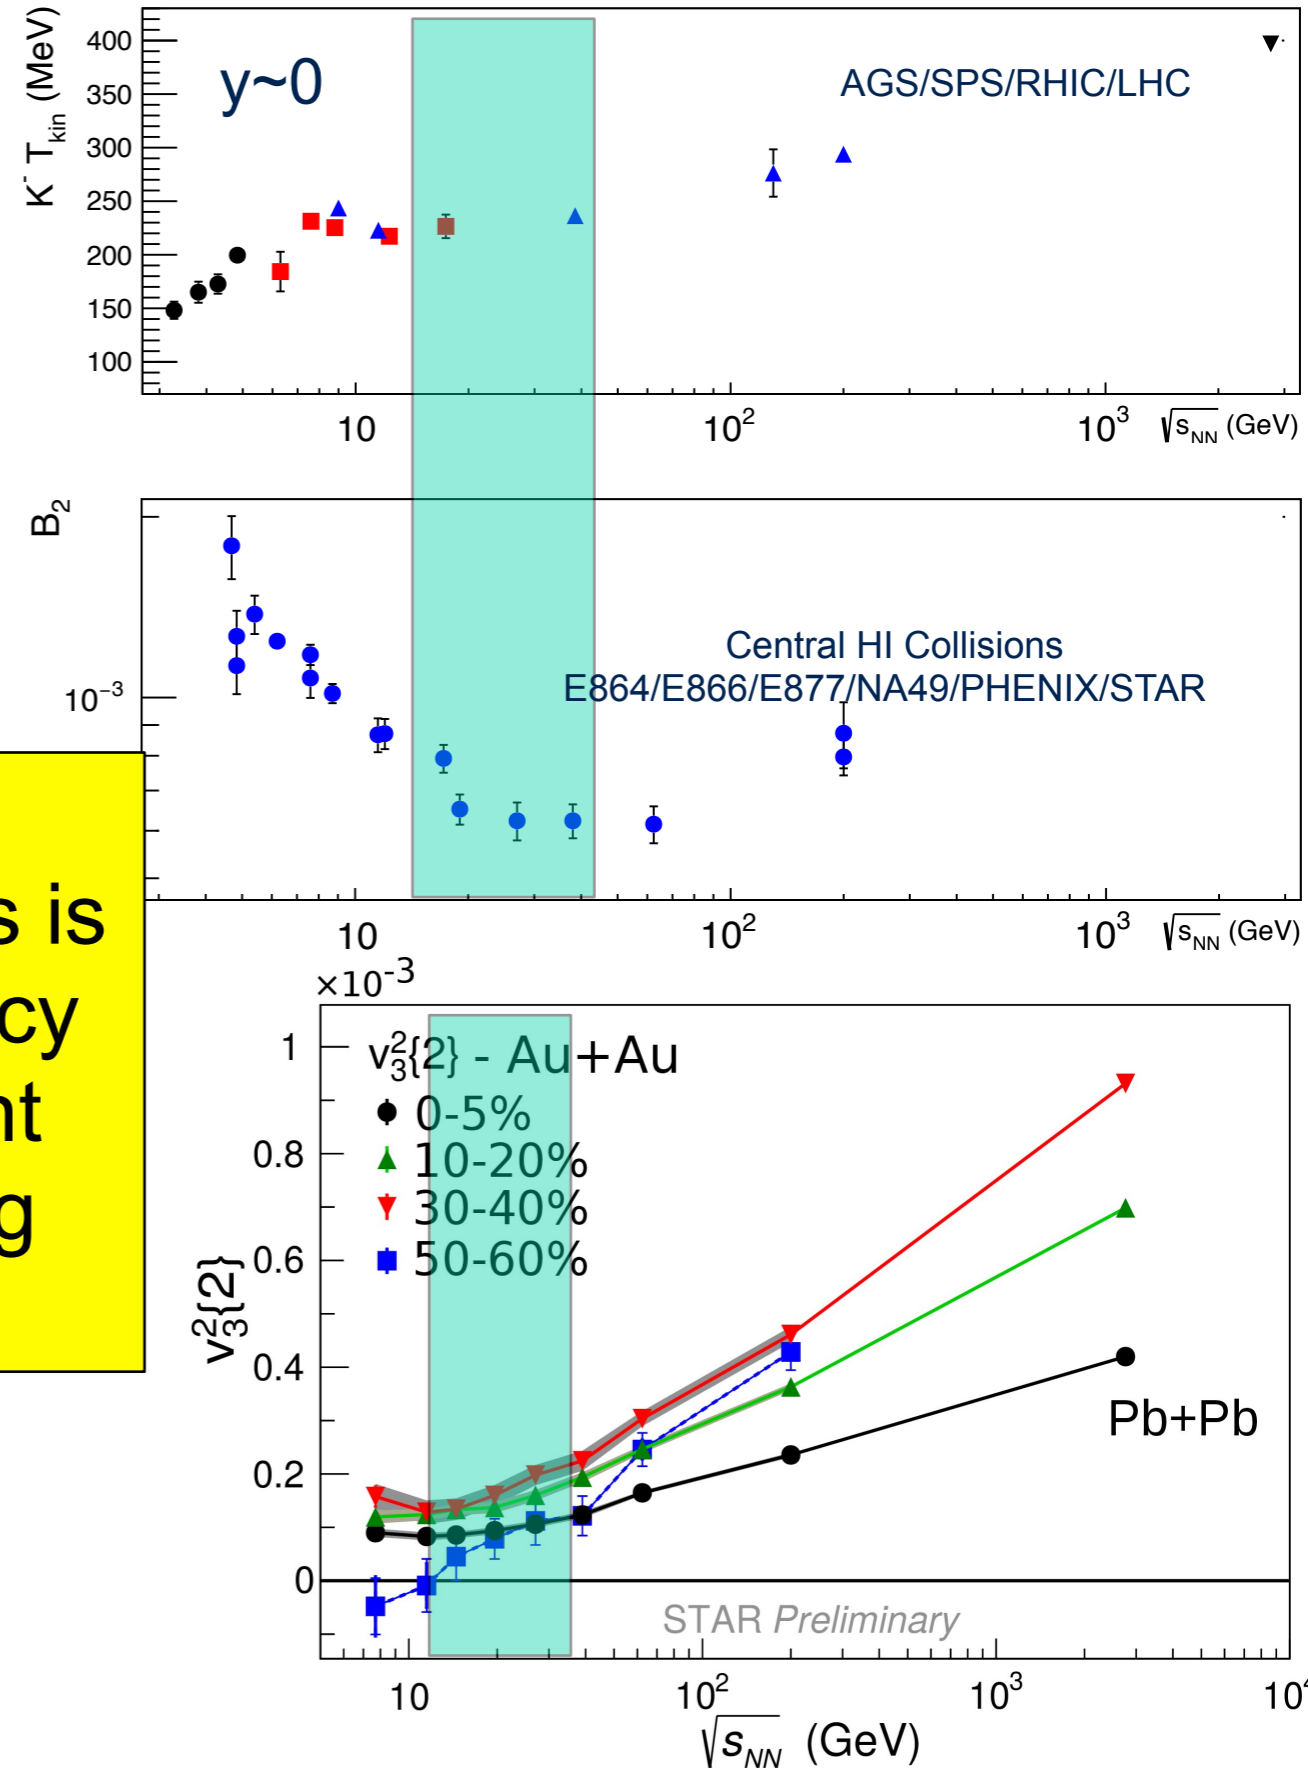 K⁻ T_kin (MeV)
400
350
300
250
200
150
100
y~0
AGS/SPS/RHIC/LHC
10
10²
10³
√s_NN (GeV)
B₂
10⁻³
Central HI Collisions
E864/E866/E877/NA49/PHENIX/STAR
10
10²
10³
√s_NN (GeV)
s is
cy
nt
g
×10⁻³
v₃²{2} - Au+Au
0-5%
10-20%
30-40%
50-60%
v₃²{2}
1
0.8
0.6
0.4
0.2
0
Pb+Pb
STAR Preliminary
10
10²
10³
10⁴
√s_NN (GeV)